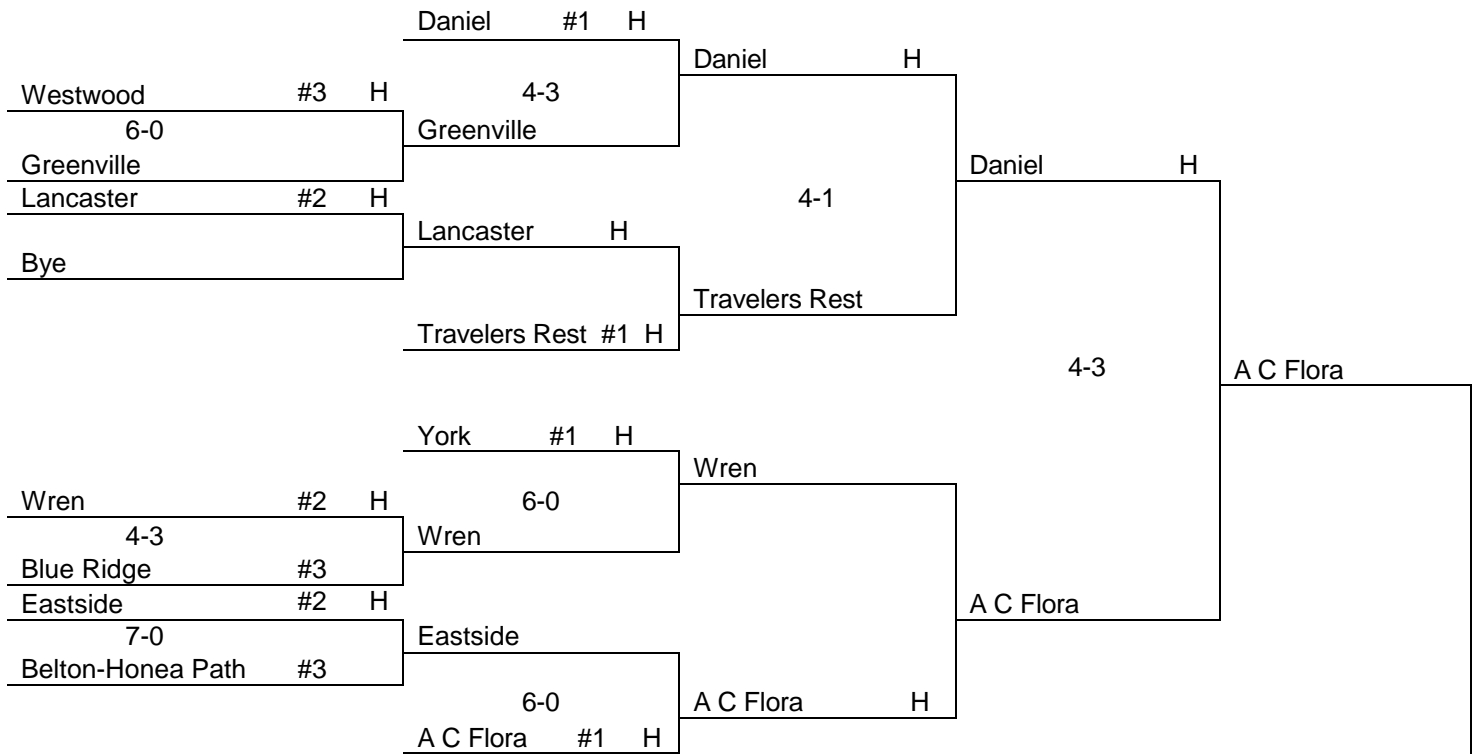 Daniel #1 H
Daniel H
Westwood #3 H
4-3
6-0
Greenville
Greenville
Daniel H
Lancaster #2 H
4-1
Lancaster H
Bye
Travelers Rest
Travelers Rest #1 H
4-3
A C Flora
York #1 H
Wren
Wren #2 H
6-0
4-3
Wren
Blue Ridge #3
Eastside #2 H
A C Flora
7-0
Eastside
Belton-Honea Path #3
6-0
A C Flora H
A C Flora #1 H